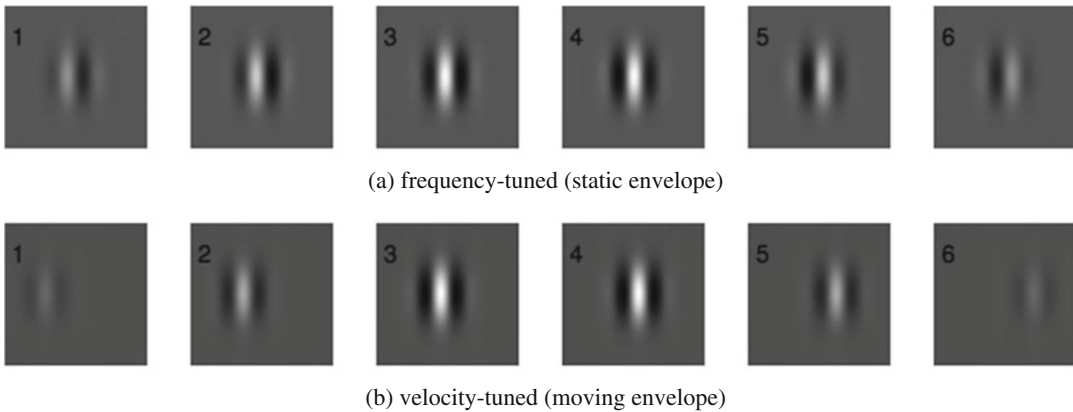 1 2 3 4 5 6
(a) frequency-tuned (static envelope)
1 2 3 4 5 6
(b) velocity-tuned (moving envelope)